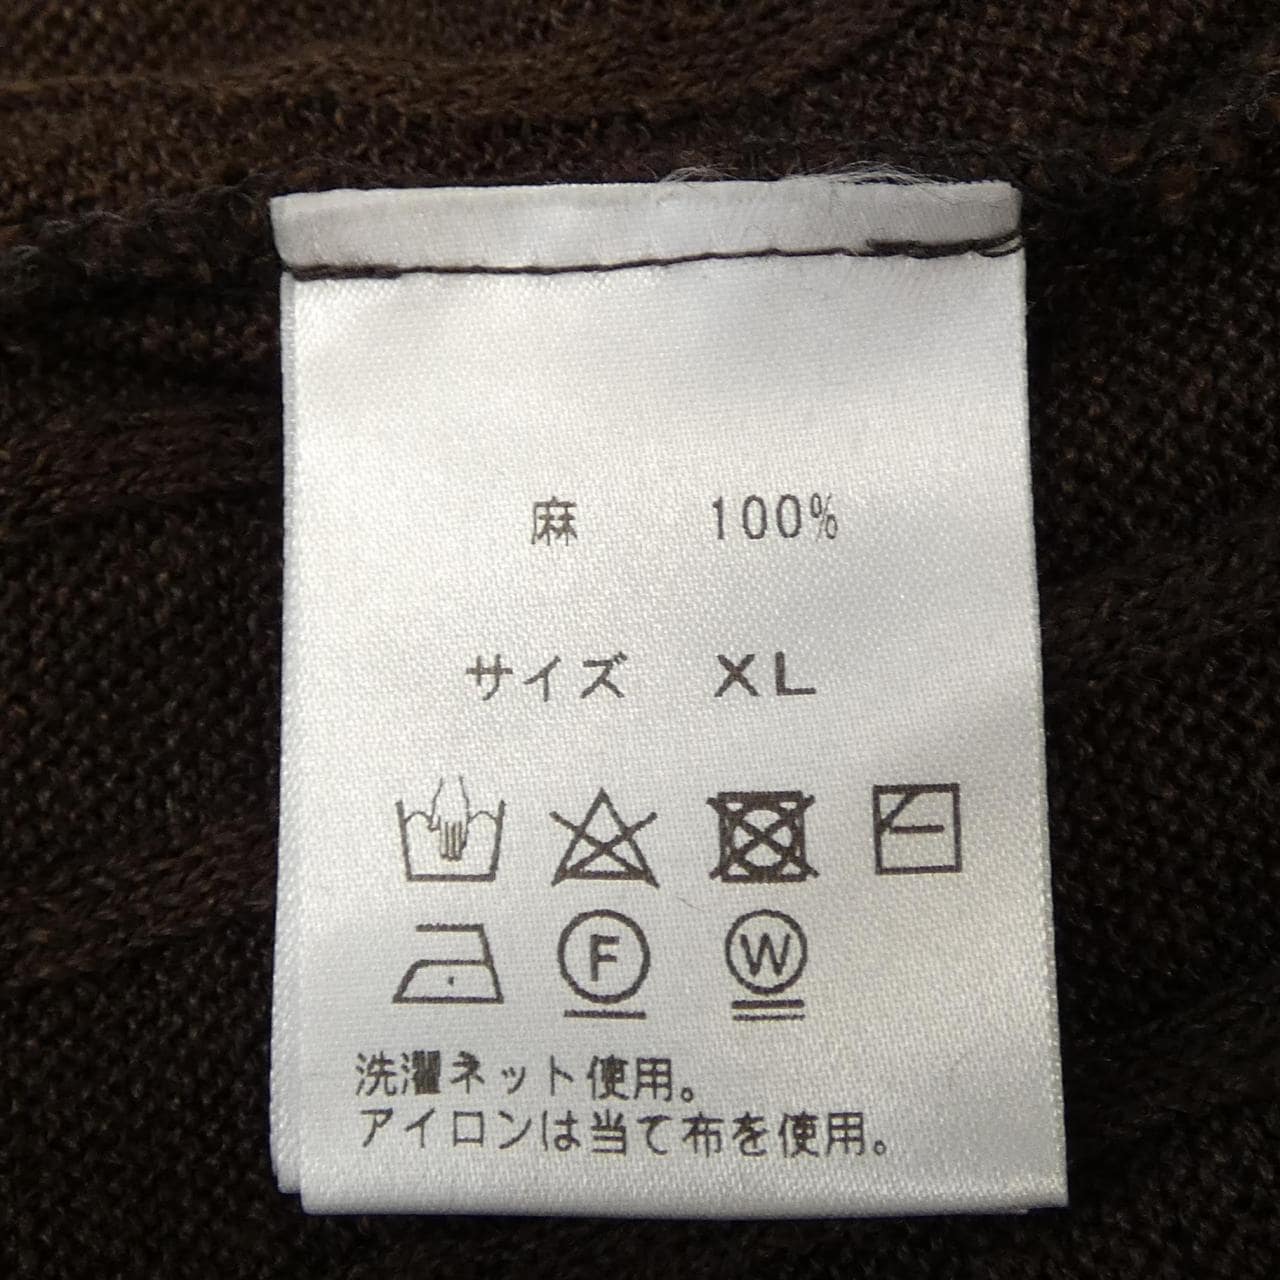 麻 100%
サイズ XL
F W
洗濯ネット使用。
アイロンは当て布を使用。